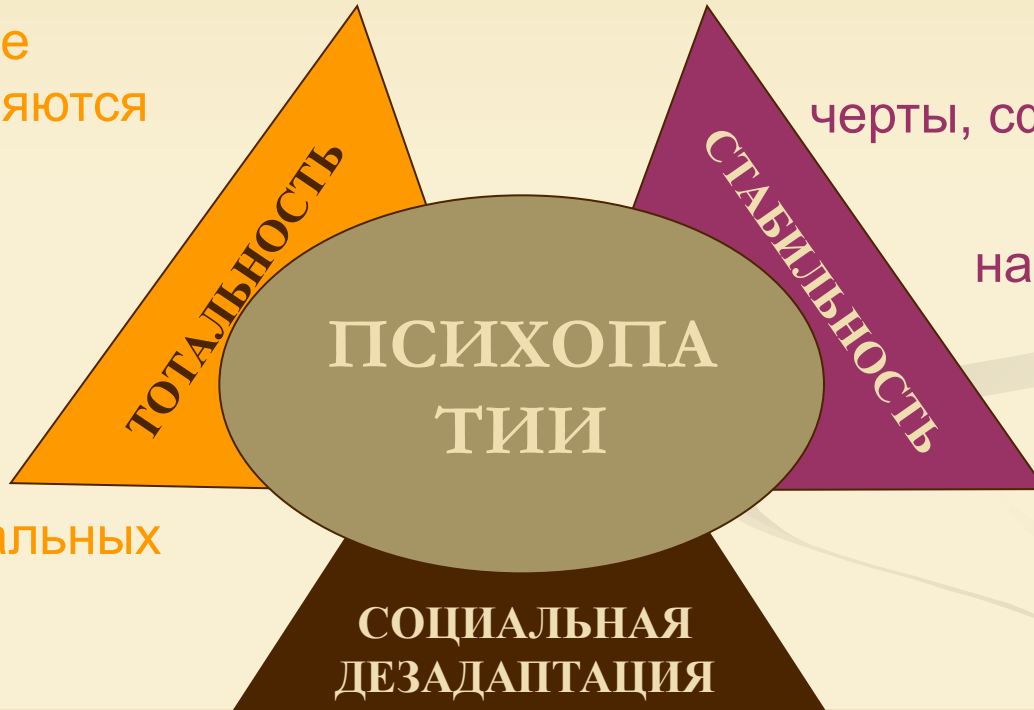 е
яются
ТОТАЛЬНОСТЬ
альных
ПСИХОПА
ТИИ
СТАБИЛЬНОСТЬ
черты, со
на
СОЦИАЛЬНАЯ
ДЕЗАДАПТАЦИЯ